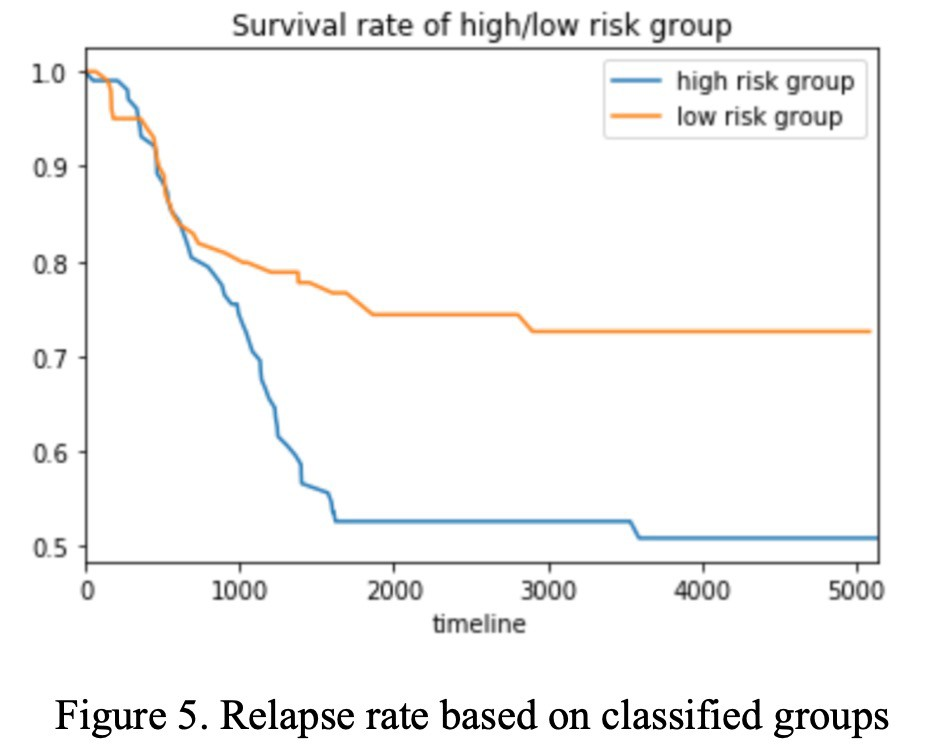 Survival rate of high/low risk group
high risk group
low risk group
1.0
0.9
0.8
0.7
0.6
0.5
0 1000 2000 3000 4000 5000
timeline
Figure 5. Relapse rate based on classified groups